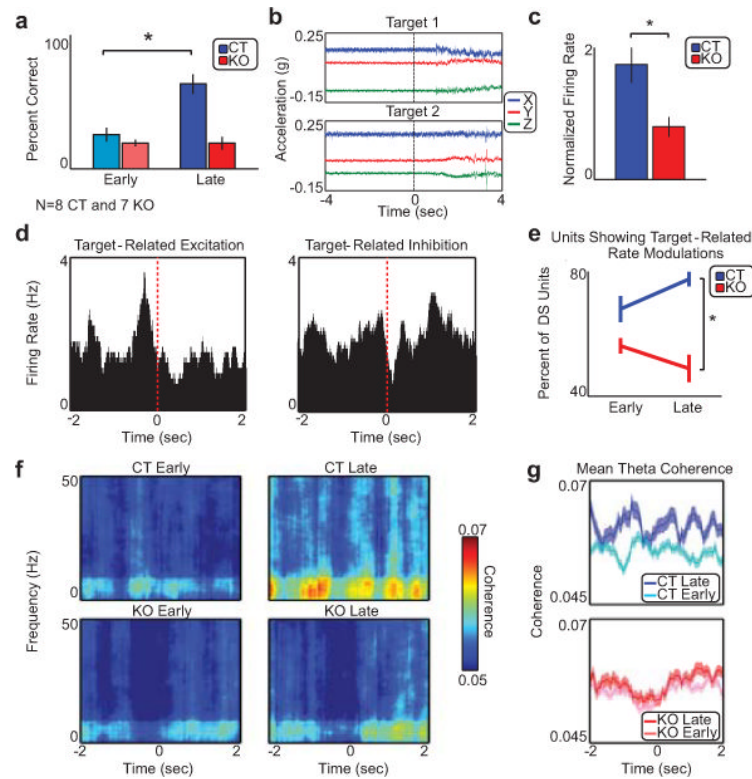 a
100
*
CT
KO
Percent Correct
0
Early Late
N=8 CT and 7 KO
b
Target 1
0.25
-0.15
Target 2
0.25
-0.15
Acceleration (g)
X
Y
Z
-4 0 4
Time (sec)
c
2
*
CT
KO
Normalized Firing Rate
0
d
Target-Related Excitation
4
Firing Rate (Hz)
0
-2 0 2
Time (sec)
Target-Related Inhibition
4
0
-2 0 2
Time (sec)
e
Units Showing Target-Related
Rate Modulations
80
CT
KO
*
Percent of DS Units
40
Early Late
f
CT Early
50
0
CT Late
KO Early
50
0
KO Late
Frequency (Hz)
-2 0 2
Time (sec)
-2 0 2
Time (sec)
0.07
Coherence
0.05
g
Mean Theta Coherence
0.07
CT Late
CT Early
0.045
Coherence
0.07
KO Late
KO Early
0.045
-2 0 2
Time (sec)